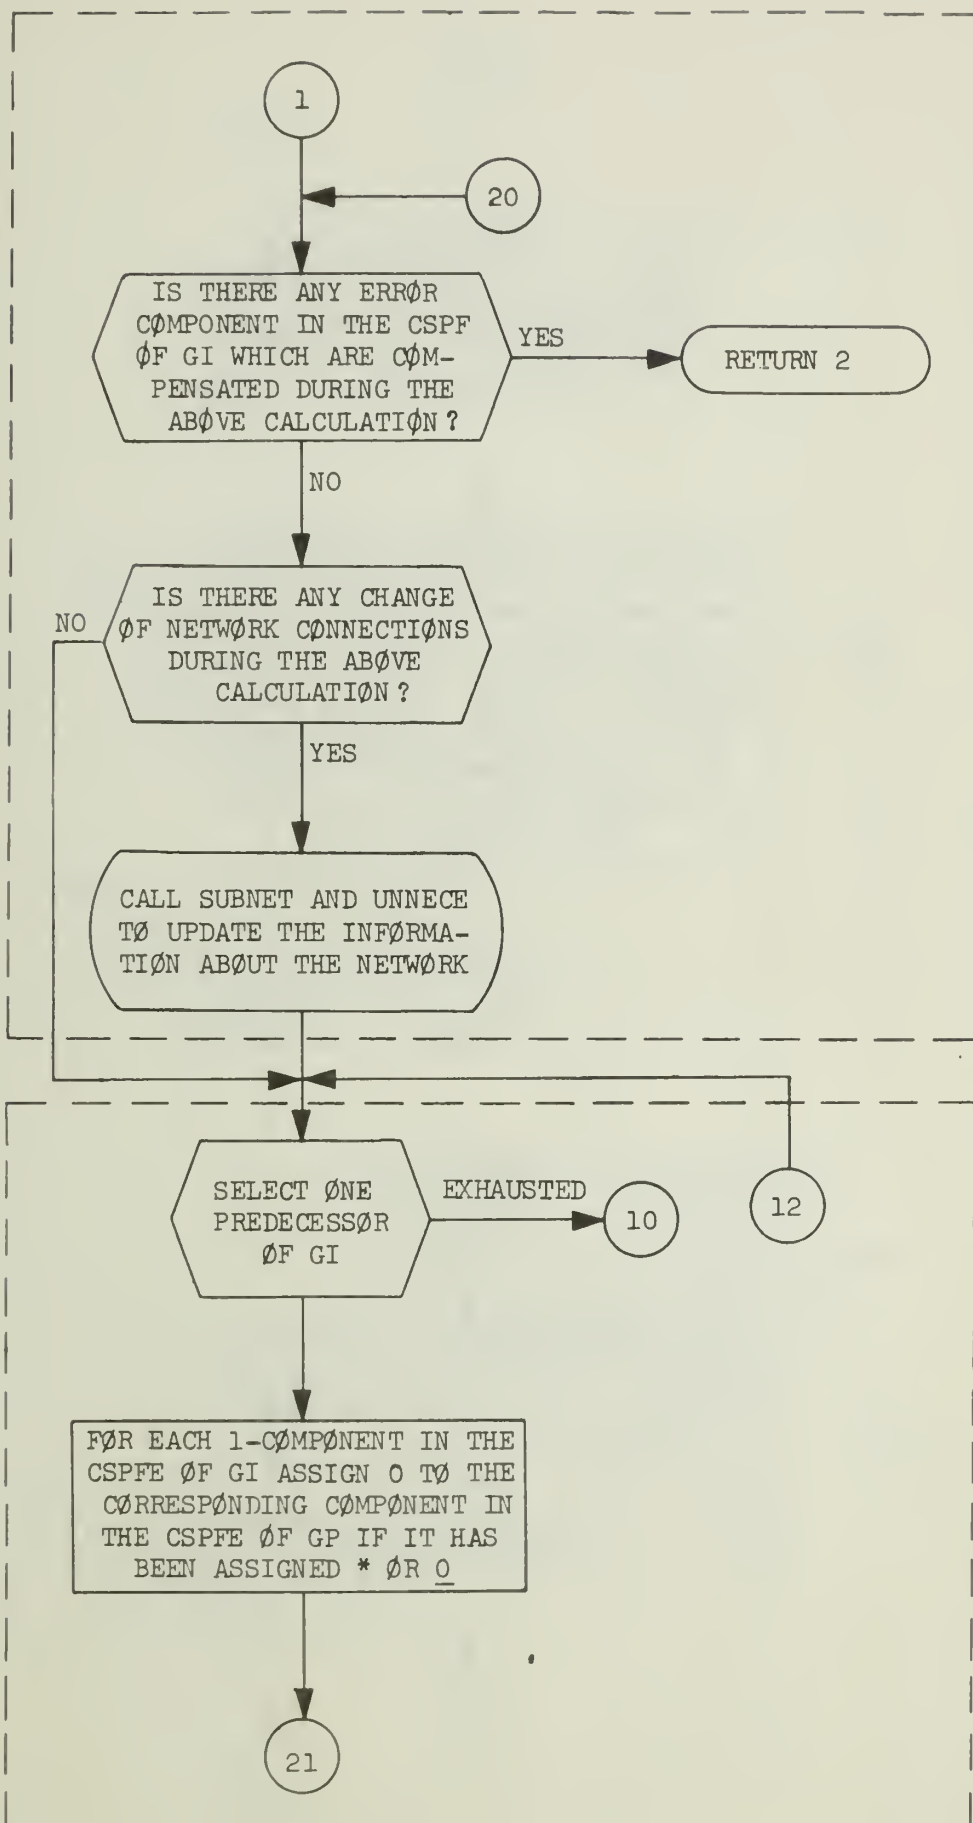 1
20
IS THERE ANY ERRØR
CØMPONENT IN THE CSPF
ØF GI WHICH ARE CØM-
PENSATED DURING THE
ABØVE CALCULATIØN?
YES
RETURN 2
NO
IS THERE ANY CHANGE
ØF NETWØRK CØNNECTIØNS
DURING THE ABØVE
CALCULATIØN?
NO
YES
CALL SUBNET AND UNNECE
TØ UPDATE THE INFØRMA-
TIØN ABØUT THE NETWØRK
SELECT ØNE
PREDECESSØR
ØF GI
EXHAUSTED
10
12
FØR EACH 1-CØMPØNENT IN THE
CSPFE ØF GI ASSIGN O TØ THE
CØRRESPØNDING CØMPØNENT IN
THE CSPFE ØF GP IF IT HAS
BEEN ASSIGNED * ØR O
21